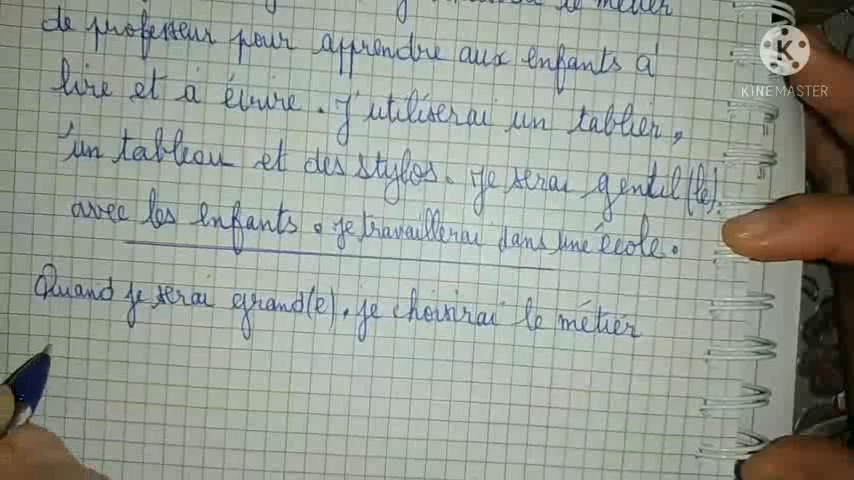 le métier
de professeur pour apprendre aux enfants à
lire et à écrire. J'utiliserai un tablier,
un tableau et des stylos. Je serai gentil(le)
avec les enfants. Je travaillerai dans une école.
Quand je serai grand(e), je choisirai le métier
K
KINEMASTER